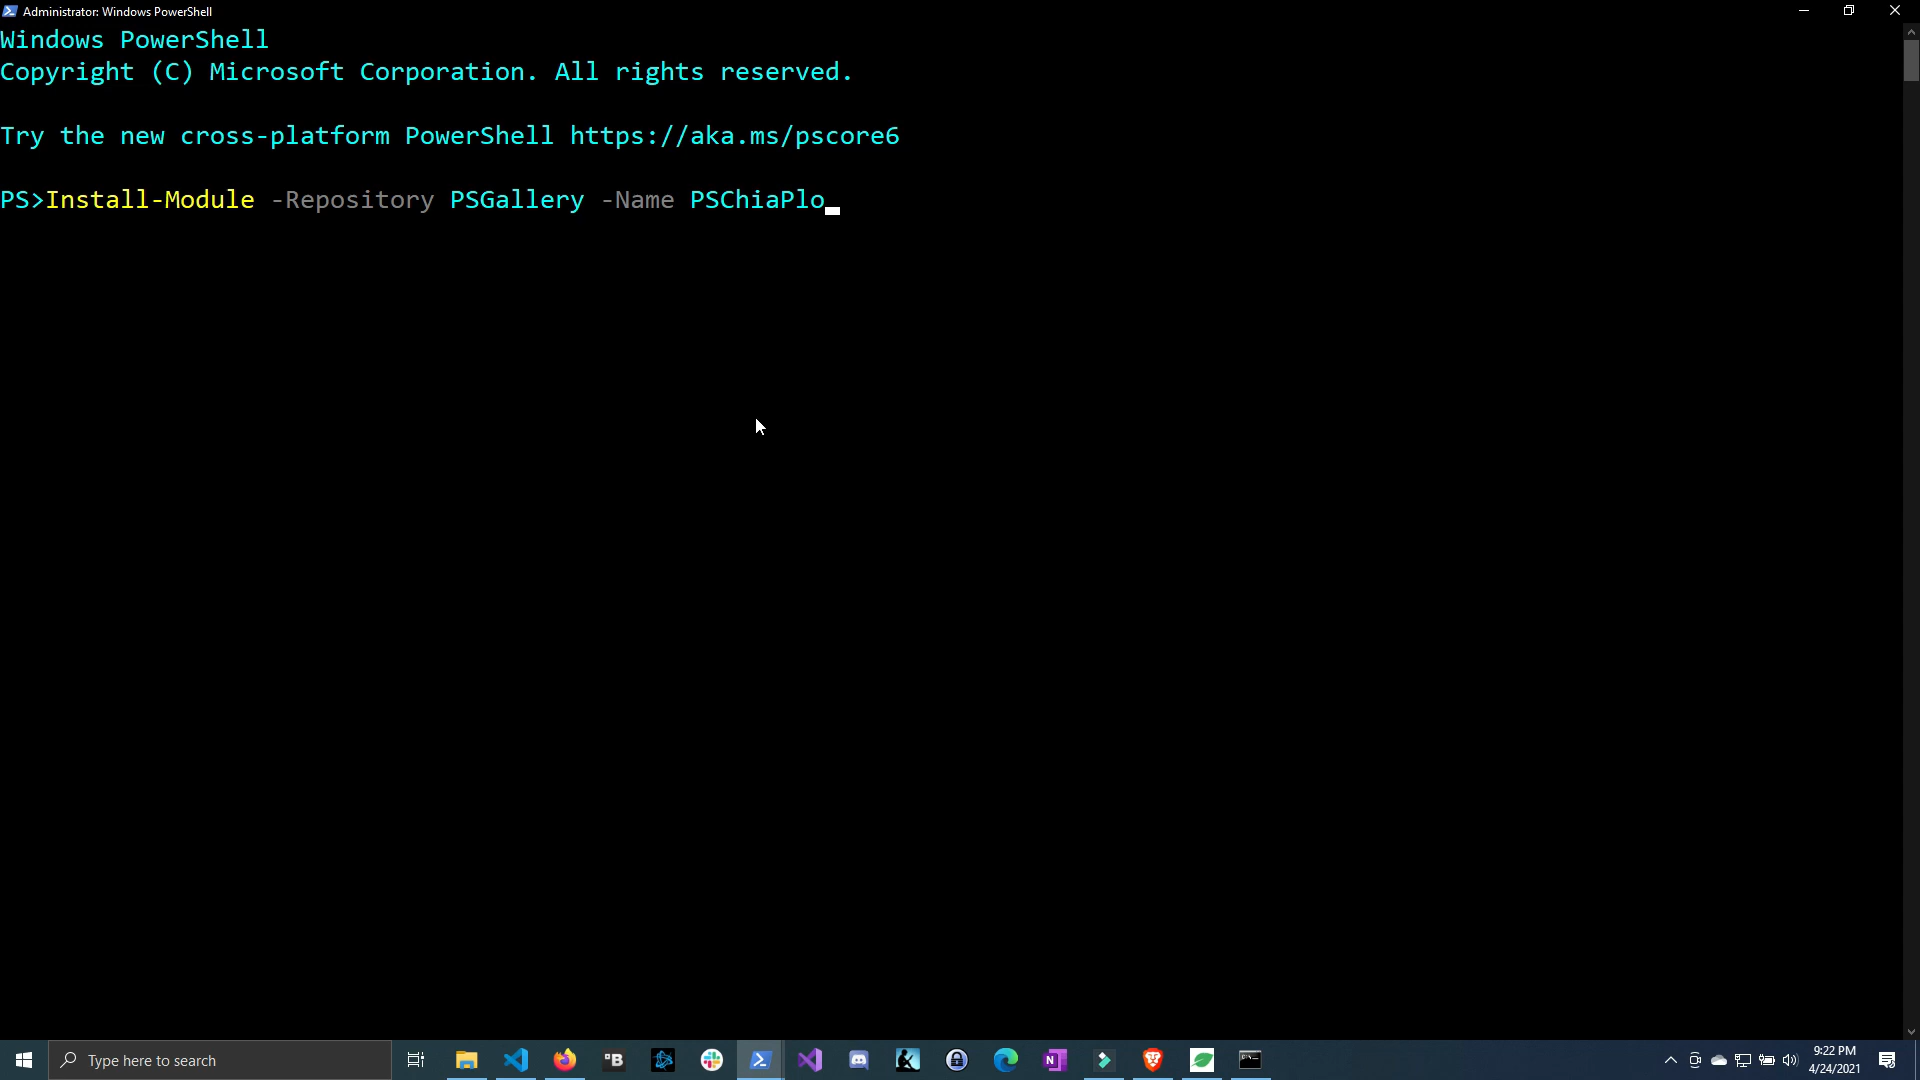 Administrator: Windows PowerShell
Windows PowerShell
Copyright (C) Microsoft Corporation. All rights reserved.
Try the new cross-platform PowerShell https://aka.ms/pscore6
PS>Install-Module -Repository PSGallery -Name PSChiaPlo
Type here to search
9:22 PM
4/24/2021